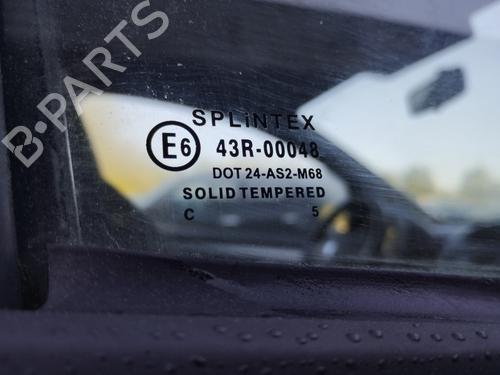 B-PARTS
SPLiNTEX
E6 43R-00048
DOT 24-AS2-M68
SOLID TEMPERED
C 5